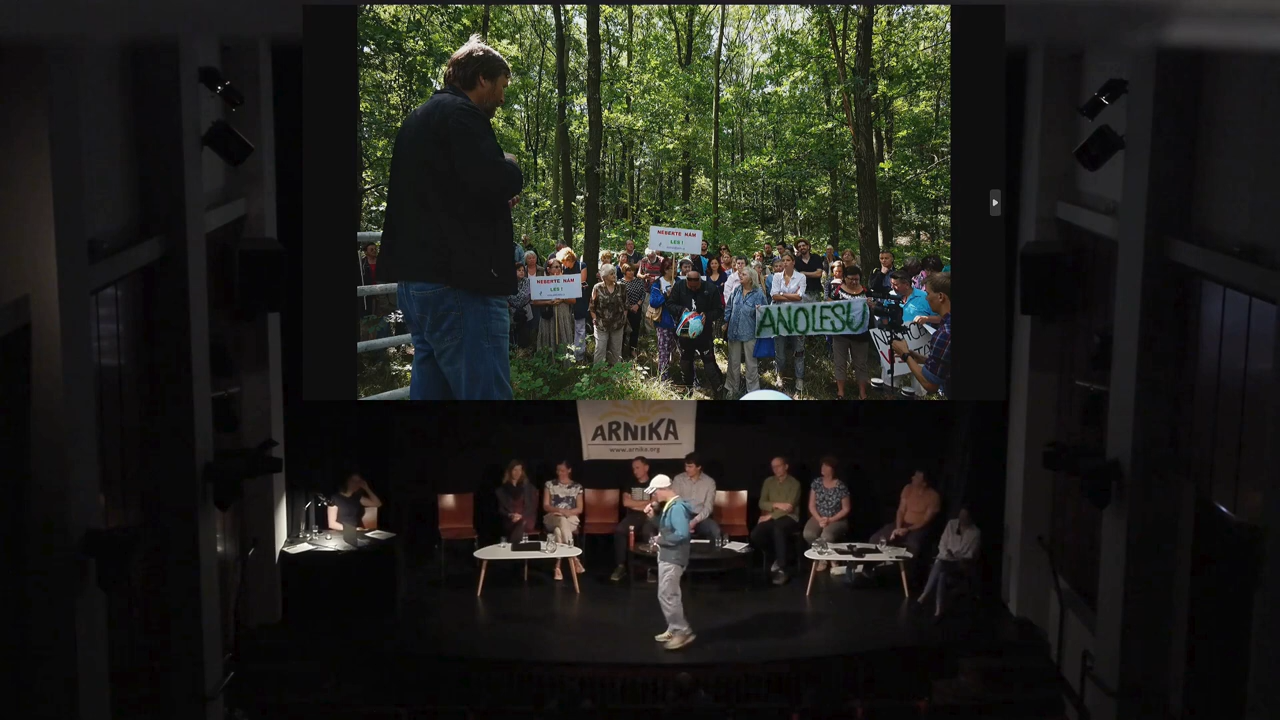 NEBERTE NÁM
LES !
NEBERTE NÁM
LES !
ANOLESU
ARNIKA
www.arnika.org